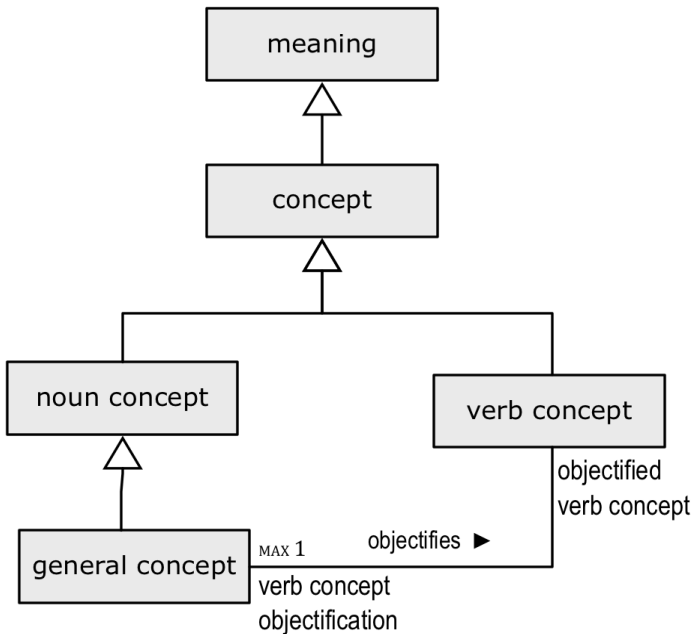 meaning
concept
noun concept
verb concept
objectified
verb concept
general concept
MAX 1
objectifies ►
verb concept
objectification